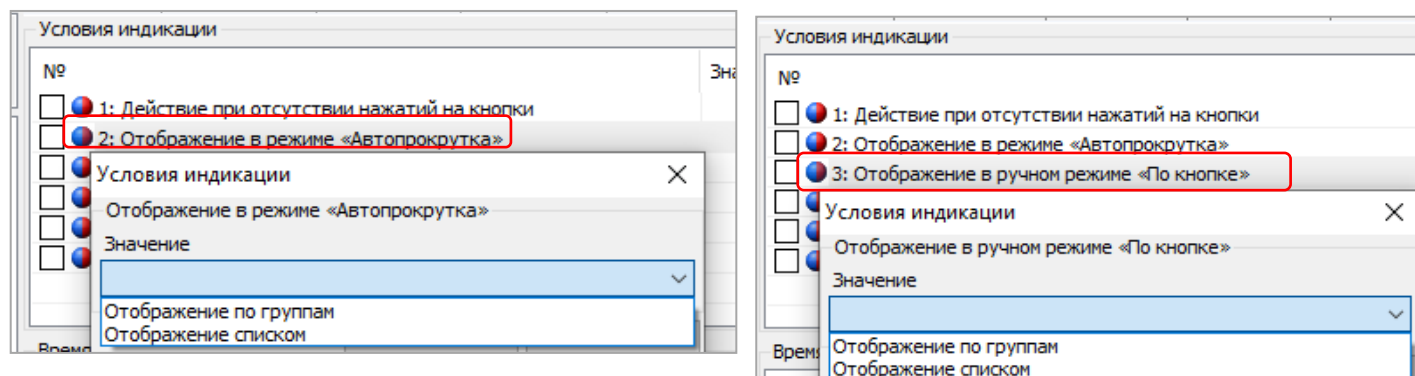 Условия индикации
№
1: Действие при отсутствии нажатий на кнопки
2: Отображение в режиме «Автопрокрутка»
Условия индикации
Отображение в режиме «Автопрокрутка»
Значение
Отображение по группам
Отображение списком
Условия индикации
№
1: Действие при отсутствии нажатий на кнопки
2: Отображение в режиме «Автопрокрутка»
3: Отображение в ручном режиме «По кнопке»
Условия индикации
Отображение в ручном режиме «По кнопке»
Значение
Отображение по группам
Отображение списком